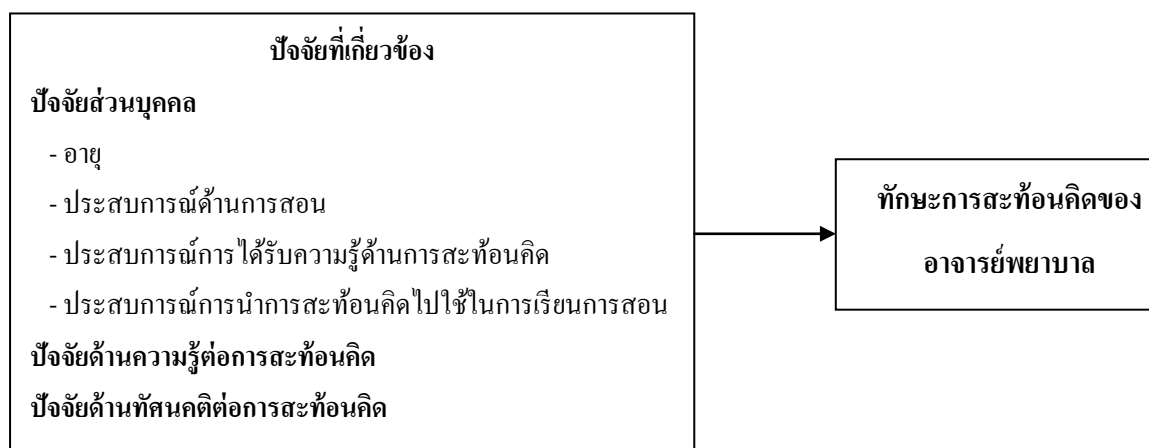 ปัจจัยที่เกี่ยวข้อง
ปัจจัยส่วนบุคคล
- อายุ
- ประสบการณ์ด้านการสอน
- ประสบการณ์การได้รับความรู้ด้านการสะท้อนคิด
- ประสบการณ์การนำการสะท้อนคิดไปใช้ในการเรียนการสอน
ปัจจัยด้านความรู้ต่อการสะท้อนคิด
ปัจจัยด้านทัศนคติต่อการสะท้อนคิด
ทักษะการสะท้อนคิดของ
อาจารย์พยาบาล